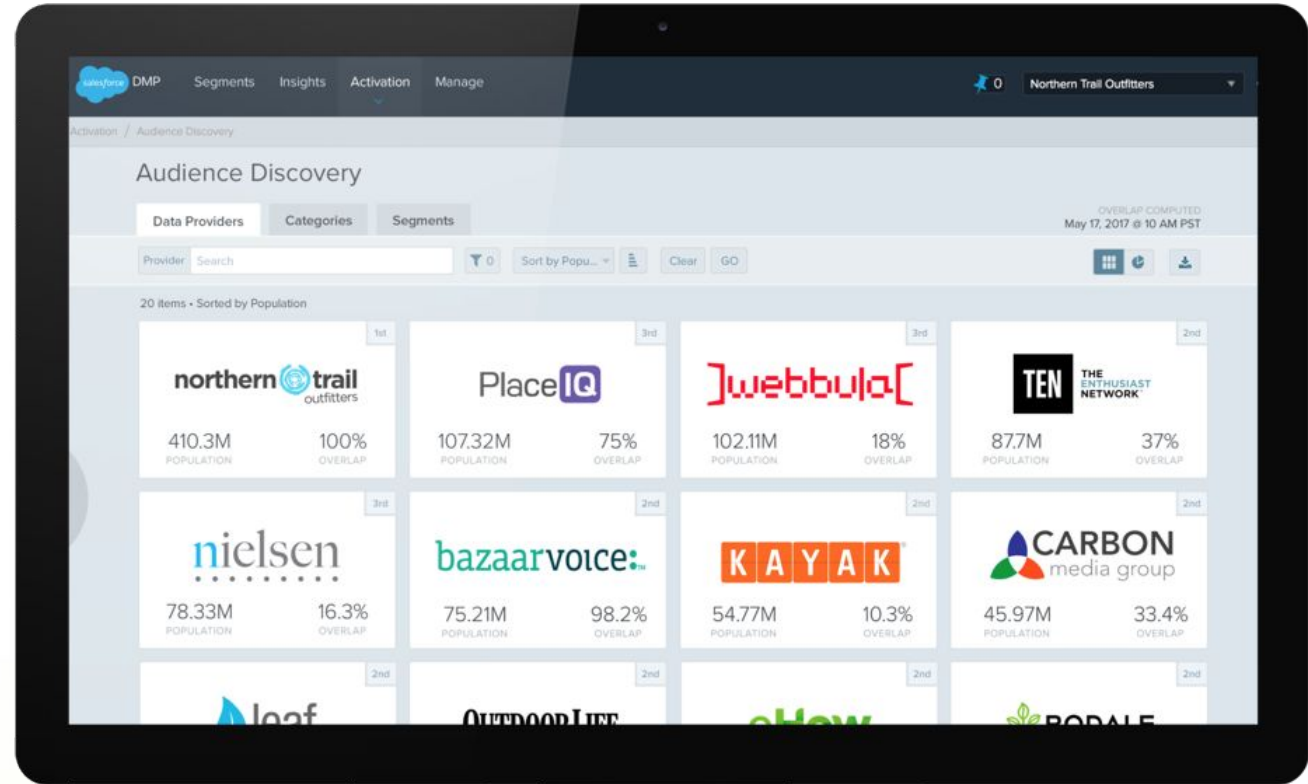 salesforce DMP Segments Insights Activation Manage 0 Northern Trail Outfitters
Activation / Audience Discovery
Audience Discovery
Data Providers Categories Segments
OVERLAP COMPUTED
May 17, 2017 @ 10 AM PST
Provider Search 0 Sort by Popu... Clear GO
20 items • Sorted by Population
1st 3rd 3rd 2nd
northern trail outfitters
PlaceIQ
]webbula[
TEN THE ENTHUSIAST NETWORK
410.3M 100% 107.32M 75% 102.11M 18% 87.7M 37%
POPULATION OVERLAP POPULATION OVERLAP POPULATION OVERLAP POPULATION OVERLAP
3rd 2nd 2nd 2nd
nielsen
bazaarvoice:
KAYAK
CARBON media group
78.33M 16.3% 75.21M 98.2% 54.77M 10.3% 45.97M 33.4%
POPULATION OVERLAP POPULATION OVERLAP POPULATION OVERLAP POPULATION OVERLAP
2nd 2nd 2nd 2nd
leaf
OUTDOOR LIFE
eHow
RODALE